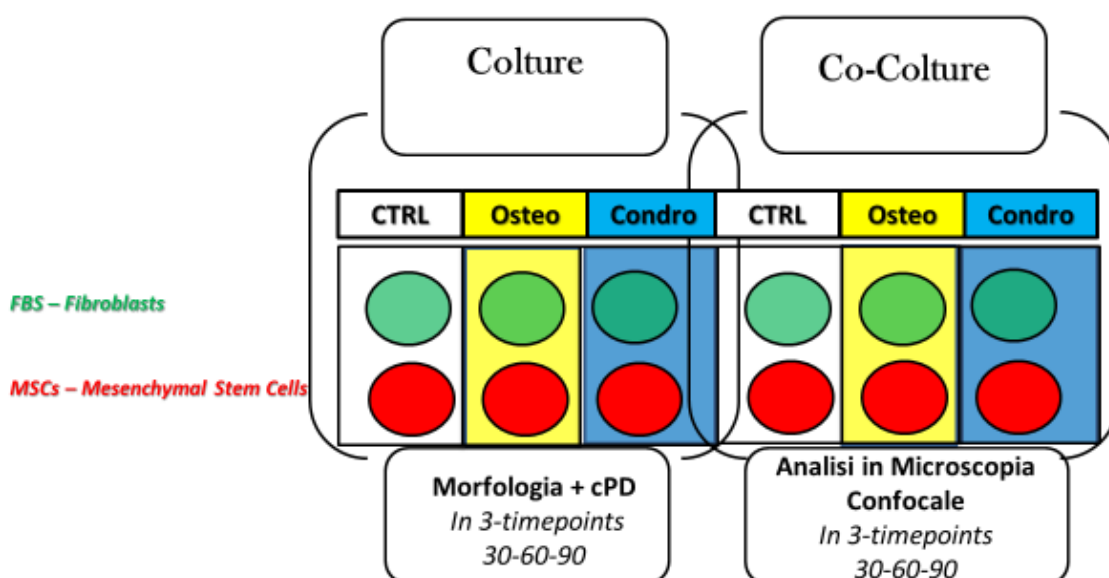 Colture
Co-Colture
CTRL Osteo Condro CTRL Osteo Condro
FBS – Fibroblasts
MSCs – Mesenchymal Stem Cells
Morfologia + cPD
In 3-timepoints
30-60-90
Analisi in Microscopia
Confocale
In 3-timepoints
30-60-90